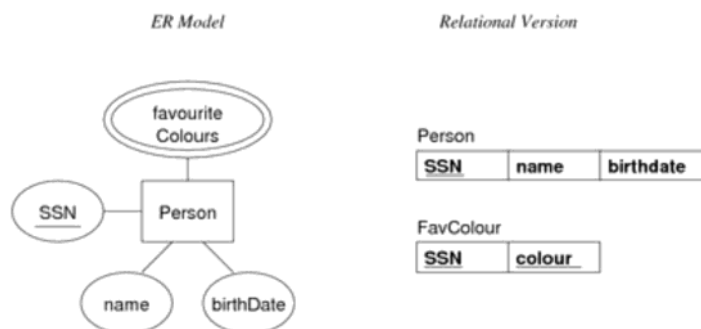 ER Model
Relational Version
favourite
Colours
SSN
Person
name
birthDate
Person
SSN name birthdate
FavColour
SSN colour